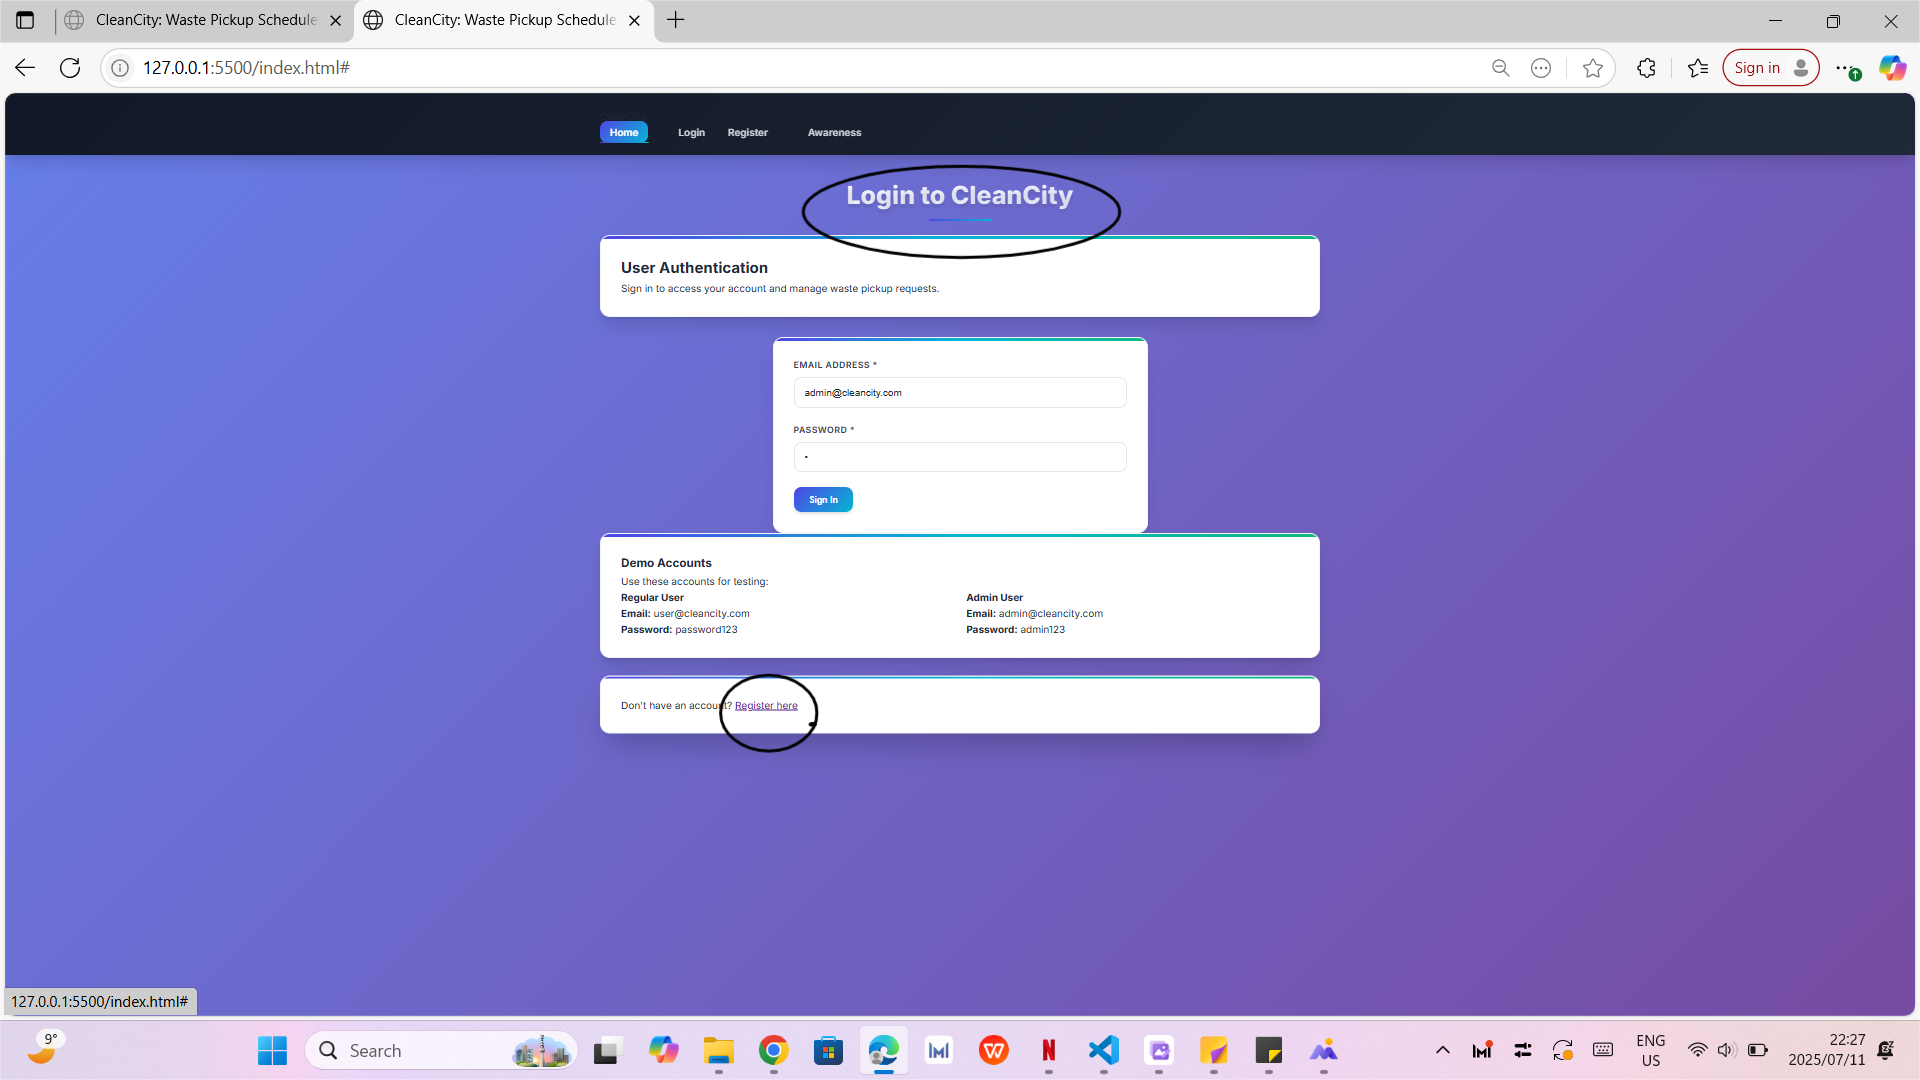 CleanCity: Waste Pickup Schedule
CleanCity: Waste Pickup Schedule
127.0.0.1:5500/index.html#
Sign in
Home
Login
Register
Awareness
Login to CleanCity
User Authentication
Sign in to access your account and manage waste pickup requests.
EMAIL ADDRESS *
admin@cleancity.com
PASSWORD *
Sign In
Demo Accounts
Use these accounts for testing:
Regular User
Email: user@cleancity.com
Password: password123
Admin User
Email: admin@cleancity.com
Password: admin123
Don't have an account? Register here
127.0.0.1:5500/index.html#
9°
Search
ENG
US
22:27
2025/07/11